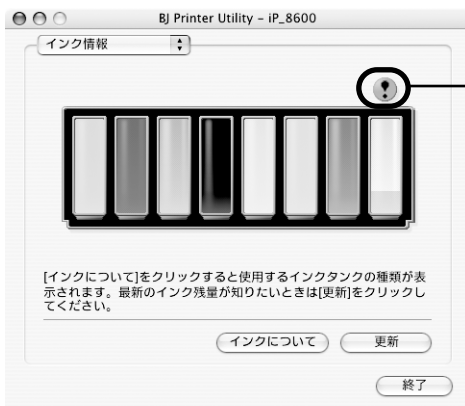 BJ Printer Utility – iP_8600
インク情報
[インクについて]をクリックすると使用するインクタンクの種類が表
示されます。最新のインク残量が知りたいときは[更新]をクリックし
てください。
インクについて 更新
終了